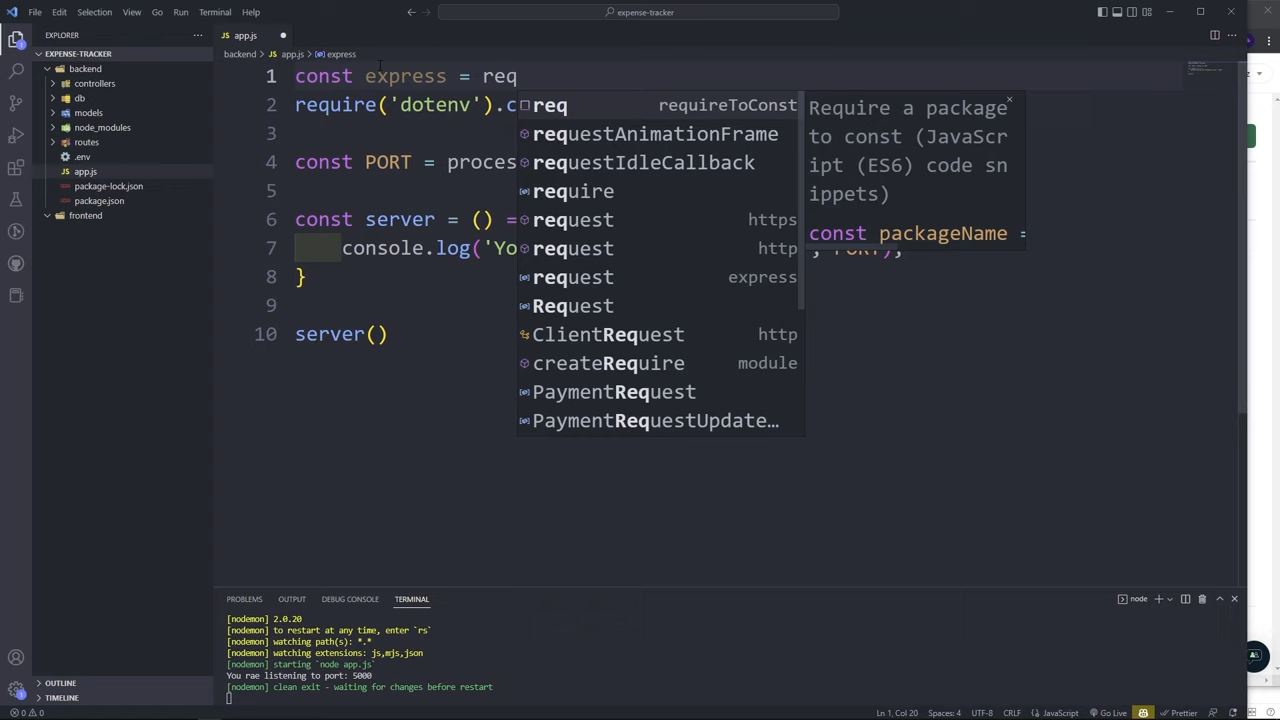 File Edit Selection View Go Run Terminal Help
expense-tracker
EXPLORER
app.js
EXPENSE-TRACKER
backend
controllers
db
models
node_modules
routes
.env
app.js
package-lock.json
package.json
frontend
OUTLINE
TIMELINE
backend > app.js > express
1 const express = req
2 require('dotenv').c
3
4 const PORT = proces
5
6 const server = () =
7 console.log('Yo , PORT);
8 }
9
10 server()
req requireToConst
requestAnimationFrame
requestIdleCallback
require
request https
request http
request express
Request
ClientRequest http
createRequire module
PaymentRequest
PaymentRequestUpdate…
Require a package
to const (JavaScr
ipt (ES6) code sn
ippets)
const packageName =
PROBLEMS OUTPUT DEBUG CONSOLE TERMINAL
node
[nodemon] 2.0.20
[nodemon] to restart at any time, enter `rs`
[nodemon] watching path(s): *.*
[nodemon] watching extensions: js,mjs,json
[nodemon] starting `node app.js`
You rae listening to port: 5000
[nodemon] clean exit - waiting for changes before restart
0 0
Ln 1, Col 20 Spaces: 4 UTF-8 CRLF JavaScript Go Live Prettier